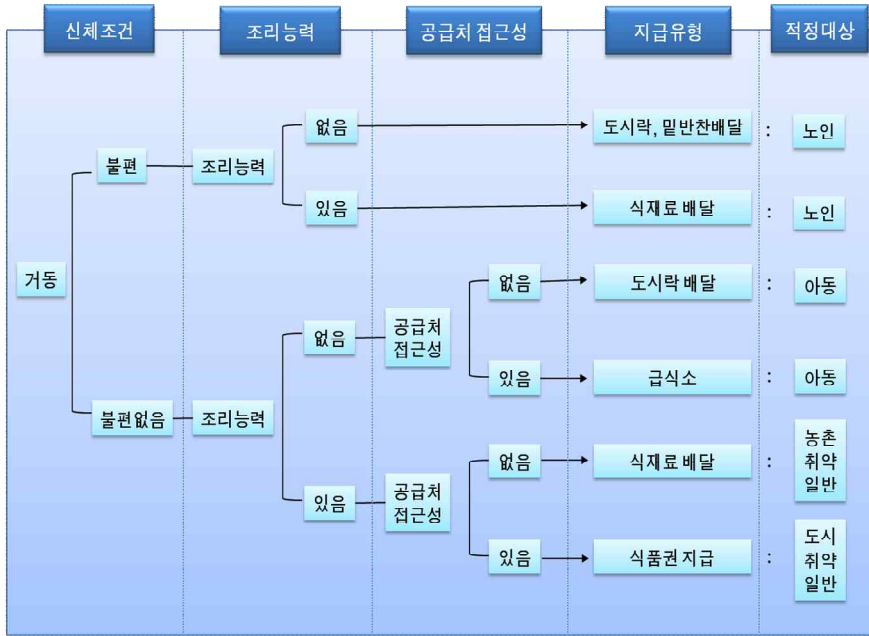 신체조건 조리능력 공급처 접근성 지급유형 적정대상
없음 도시락, 밑반찬배달 : 노인
불편 조리능력
있음 식재료 배달 : 노인
거동
없음 도시락 배달 : 아동
없음 공급처
접근성
있음 급식소 : 아동
불편없음 조리능력
없음 식재료 배달 : 농촌
취약
일반
있음 공급처
접근성
있음 식품권 지급 : 도시
취약
일반